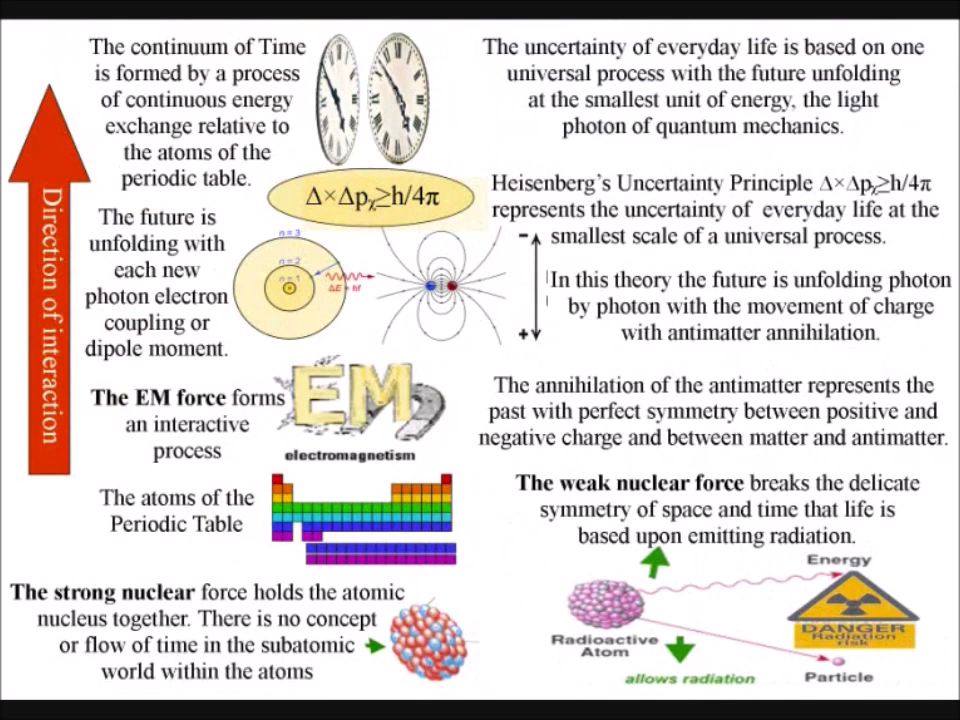 The continuum of Time
is formed by a process
of continuous energy
exchange relative to
the atoms of the
periodic table.
The uncertainty of everyday life is based on one
universal process with the future unfolding
at the smallest unit of energy, the light
photon of quantum mechanics.
Direction of interaction
Δ×Δpᵪ≥h/4π
Heisenberg's Uncertainty Principle Δ×Δpᵪ≥h/4π
represents the uncertainty of everyday life at the
smallest scale of a universal process.
The future is
unfolding with
each new
photon electron
coupling or
dipole moment.
n = 3
n = 2
n = 1
ΔE = hf
-
+
In this theory the future is unfolding photon
by photon with the movement of charge
with antimatter annihilation.
The EM force forms
an interactive
process
EM
electromagnetism
The annihilation of the antimatter represents the
past with perfect symmetry between positive and
negative charge and between matter and antimatter.
The atoms of the
Periodic Table
The weak nuclear force breaks the delicate
symmetry of space and time that life is
based upon emitting radiation.
The strong nuclear force holds the atomic
nucleus together. There is no concept
or flow of time in the subatomic
world within the atoms
Energy
DANGER
Radiation
risk
Radioactive
Atom
allows radiation
Particle